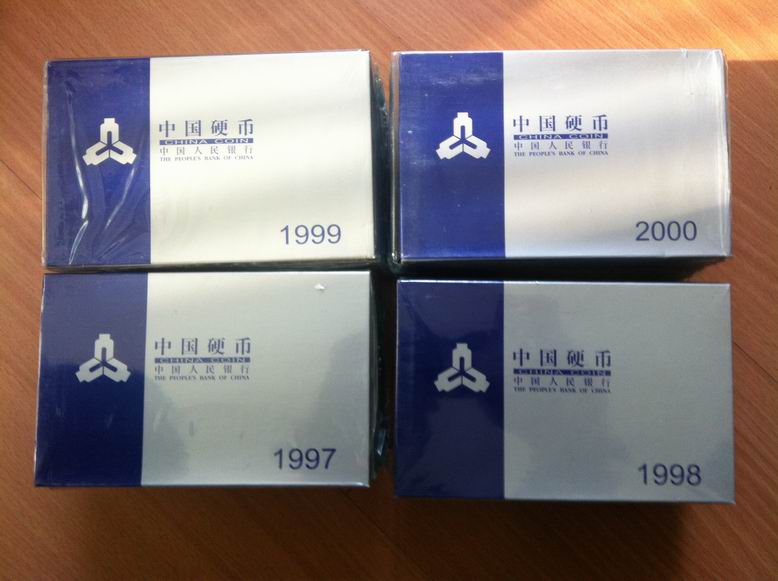 中国硬币
CHINA COIN
中国人民银行
THE PEOPLE'S BANK OF CHINA
1999
中国硬币
CHINA COIN
中国人民银行
THE PEOPLE'S BANK OF CHINA
2000
中国硬币
CHINA COIN
中国人民银行
THE PEOPLE'S BANK OF CHINA
1997
中国硬币
CHINA COIN
中国人民银行
THE PEOPLE'S BANK OF CHINA
1998